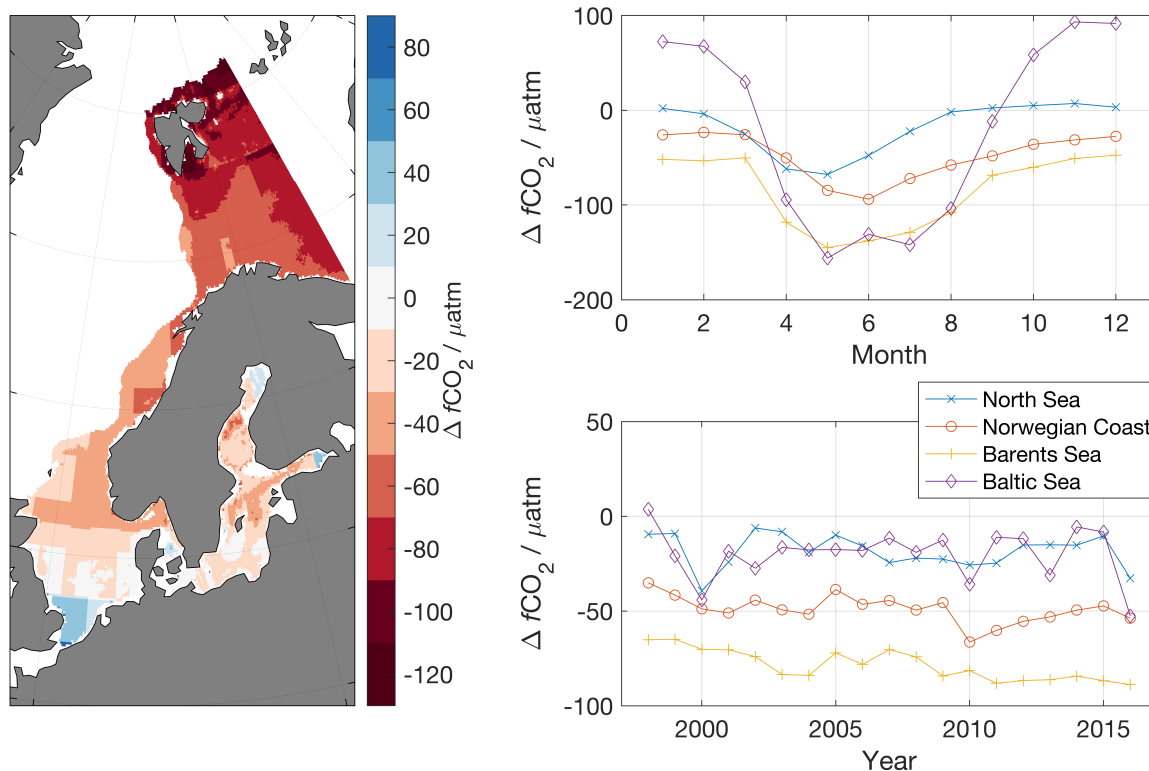 80
60
40
20
0
-20
-40
-60
-80
-100
-120
Δ fCO2 / µatm
100
0
-100
-200
Δ fCO2 / µatm
0 2 4 6 8 10 12
Month
North Sea
Norwegian Coast
Barents Sea
Baltic Sea
50
0
-50
-100
Δ fCO2 / µatm
2000 2005 2010 2015
Year